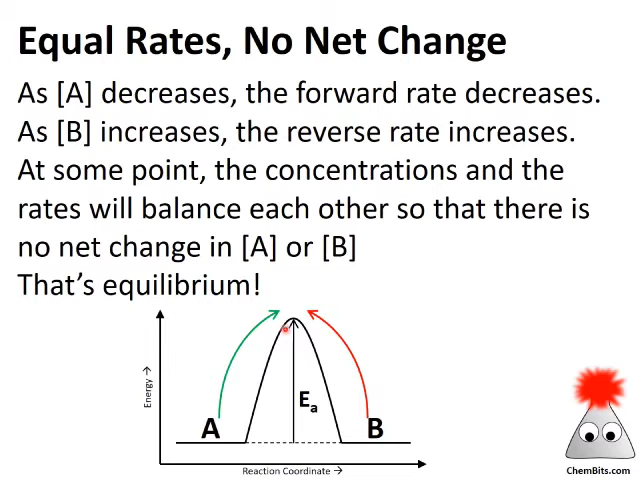 Equal Rates, No Net Change
As [A] decreases, the forward rate decreases.
As [B] increases, the reverse rate increases.
At some point, the concentrations and the
rates will balance each other so that there is
no net change in [A] or [B]
That's equilibrium!
Energy →
A
Ea
B
Reaction Coordinate →
ChemBits.com